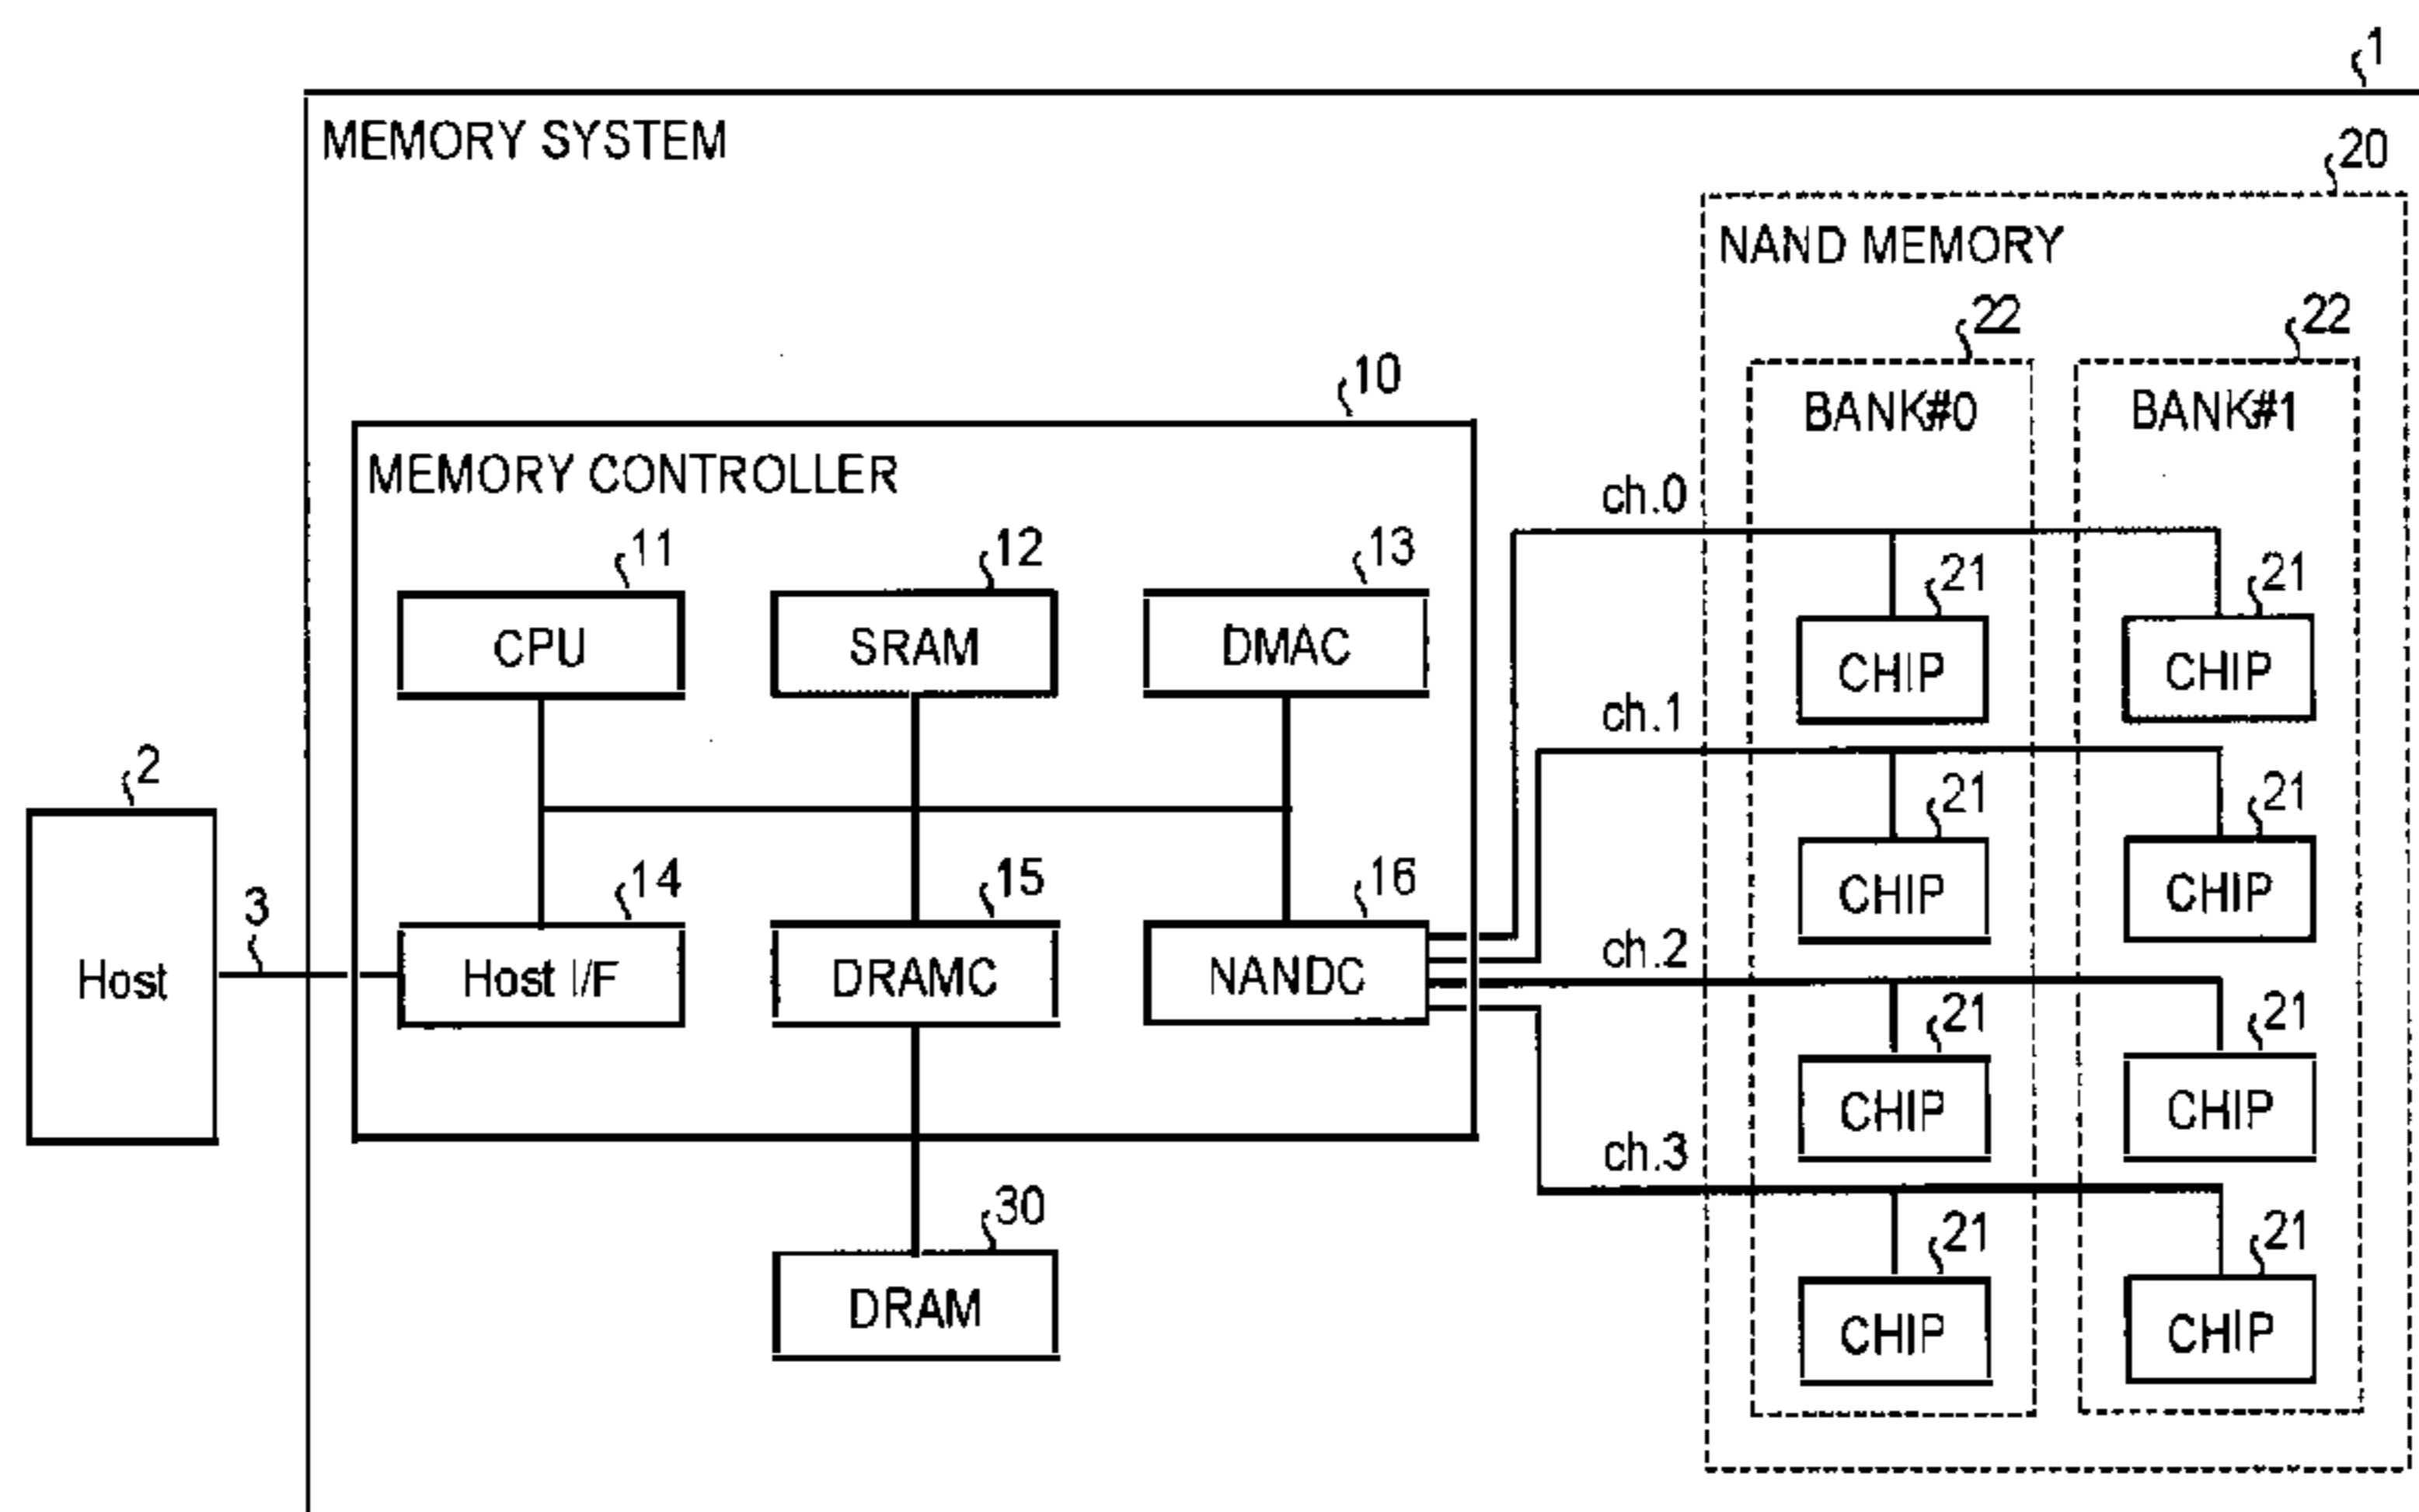 1
MEMORY SYSTEM
20
NAND MEMORY
22
22
BANK#0
BANK#1
10
MEMORY CONTROLLER
ch.0
11
12
13
21
21
CPU
SRAM
DMAC
CHIP
CHIP
ch.1
2
21
21
14
15
16
CHIP
CHIP
3
ch.2
Host
Host I/F
DRAMC
NANDC
21
21
CHIP
CHIP
ch.3
30
21
21
DRAM
CHIP
CHIP